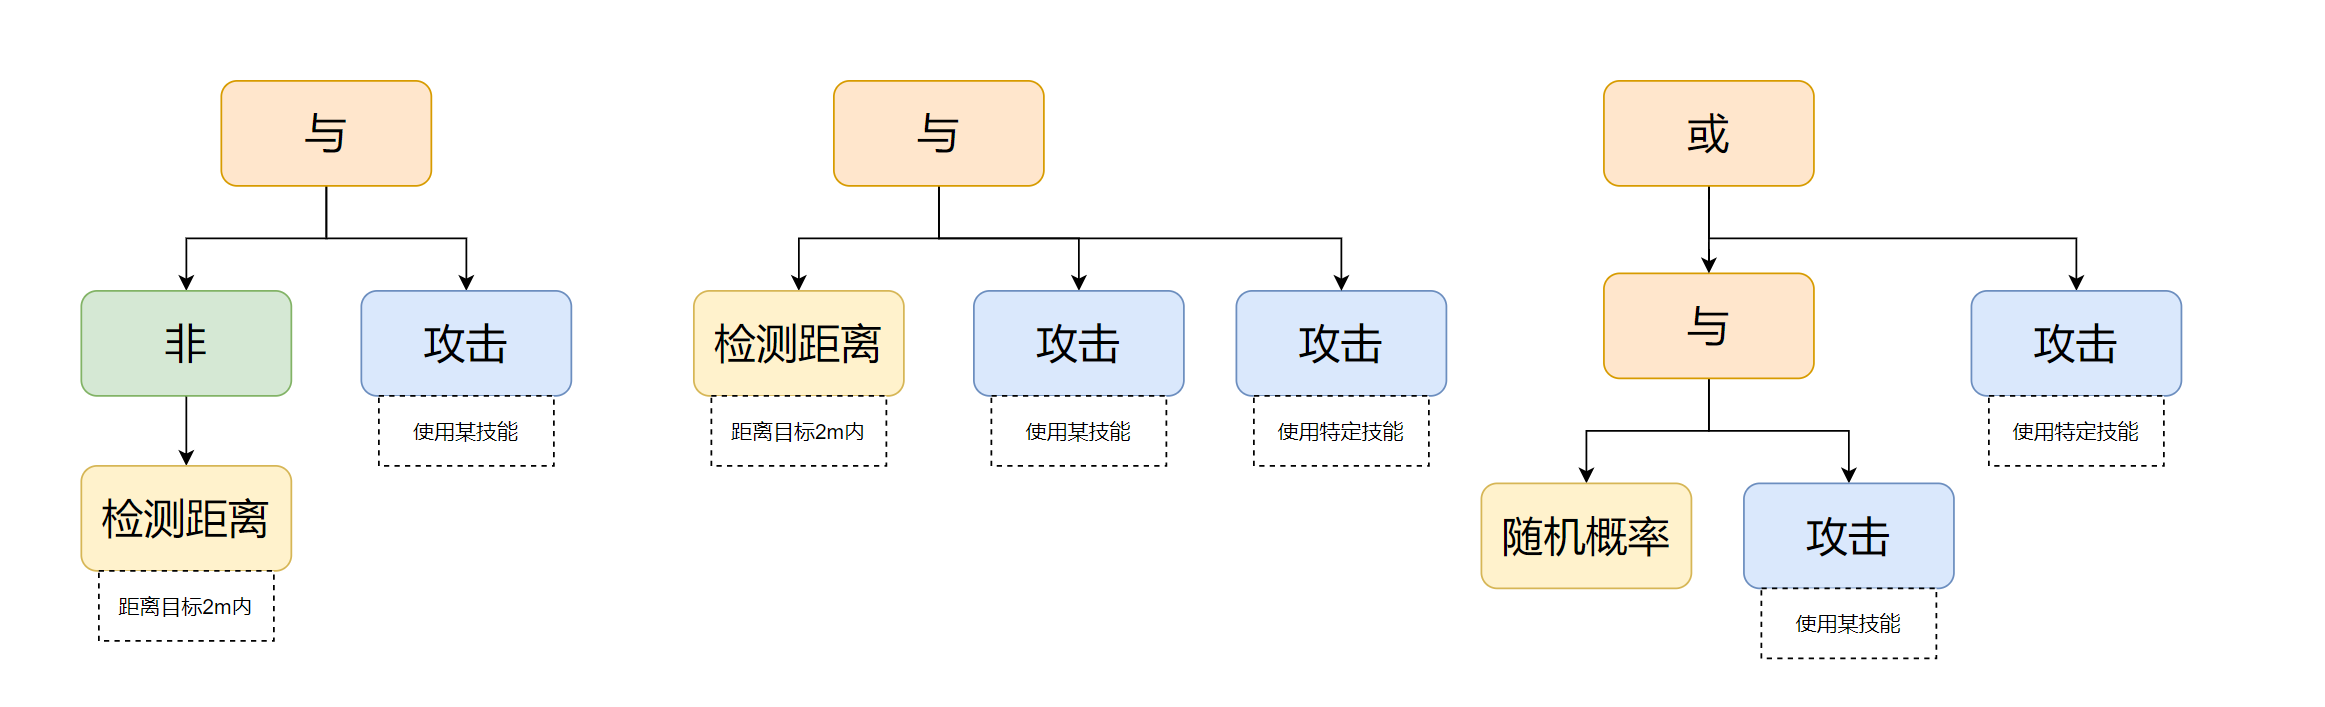 与
与
或
非
攻击
使用某技能
检测距离
距离目标2m内
检测距离
距离目标2m内
攻击
使用某技能
攻击
使用特定技能
与
攻击
使用特定技能
随机概率
攻击
使用某技能